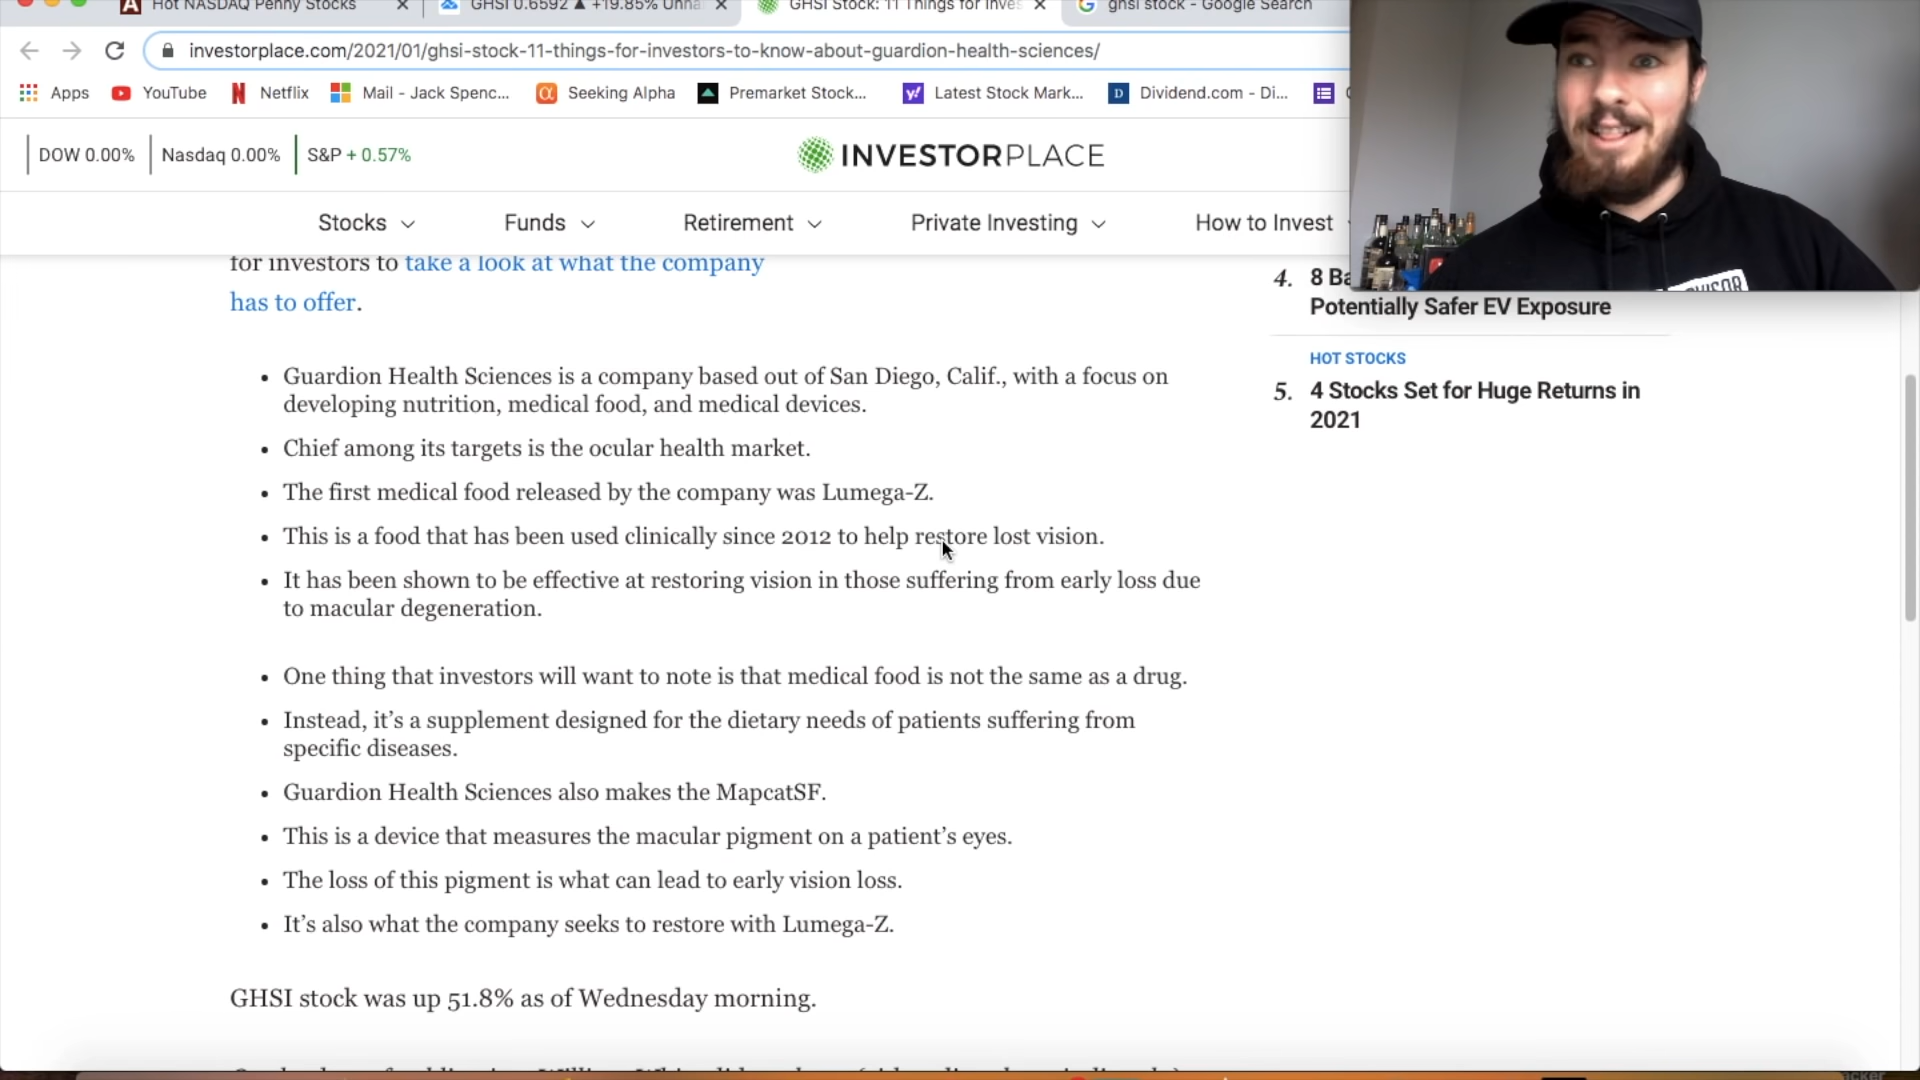 Hot NASDAQ Penny Stocks
GHSI 0.6592 ▲ +19.85% Unna
GHSI Stock: 11 Things for Inves
ghsi stock - Google Search
investorplace.com/2021/01/ghsi-stock-11-things-for-investors-to-know-about-guardion-health-sciences/
Apps
YouTube
Netflix
Mail - Jack Spenc...
Seeking Alpha
Premarket Stock...
Latest Stock Mark...
Dividend.com - Di...
DOW 0.00%
Nasdaq 0.00%
S&P + 0.57%
INVESTORPLACE
Stocks
Funds
Retirement
Private Investing
How to Invest
for investors to take a look at what the company
has to offer.
• Guardion Health Sciences is a company based out of San Diego, Calif., with a focus on
developing nutrition, medical food, and medical devices.
• Chief among its targets is the ocular health market.
• The first medical food released by the company was Lumega-Z.
• This is a food that has been used clinically since 2012 to help restore lost vision.
• It has been shown to be effective at restoring vision in those suffering from early loss due
to macular degeneration.
• One thing that investors will want to note is that medical food is not the same as a drug.
• Instead, it's a supplement designed for the dietary needs of patients suffering from
specific diseases.
• Guardion Health Sciences also makes the MapcatSF.
• This is a device that measures the macular pigment on a patient's eyes.
• The loss of this pigment is what can lead to early vision loss.
• It's also what the company seeks to restore with Lumega-Z.
GHSI stock was up 51.8% as of Wednesday morning.
4. 8 Ba
Potentially Safer EV Exposure
HOT STOCKS
5. 4 Stocks Set for Huge Returns in
2021